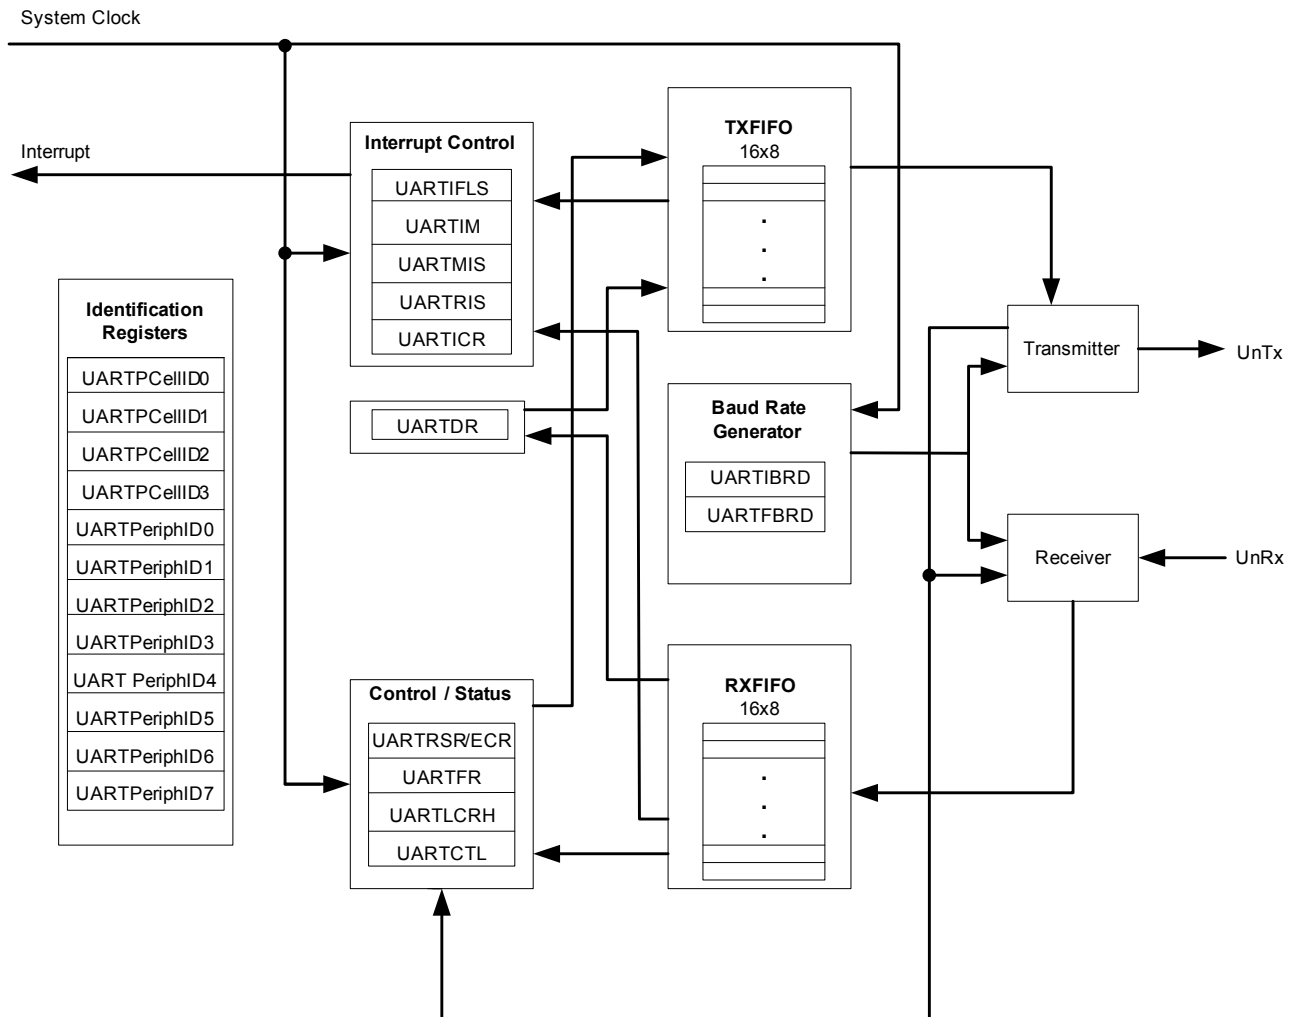 System Clock
Interrupt
Interrupt Control
UARTIFLS
UARTIM
UARTMIS
UARTRIS
UARTICR
TXFIFO
16x8
.
.
.
Identification
Registers
UARTPCellID0
UARTPCellID1
UARTPCellID2
UARTPCellID3
UARTPeriphID0
UARTPeriphID1
UARTPeriphID2
UARTPeriphID3
UART PeriphID4
UARTPeriphID5
UARTPeriphID6
UARTPeriphID7
UARTDR
Baud Rate
Generator
UARTIBRD
UARTFBRD
Transmitter
UnTx
Receiver
UnRx
Control / Status
UARTRSR/ECR
UARTFR
UARTLCRH
UARTCTL
RXFIFO
16x8
.
.
.